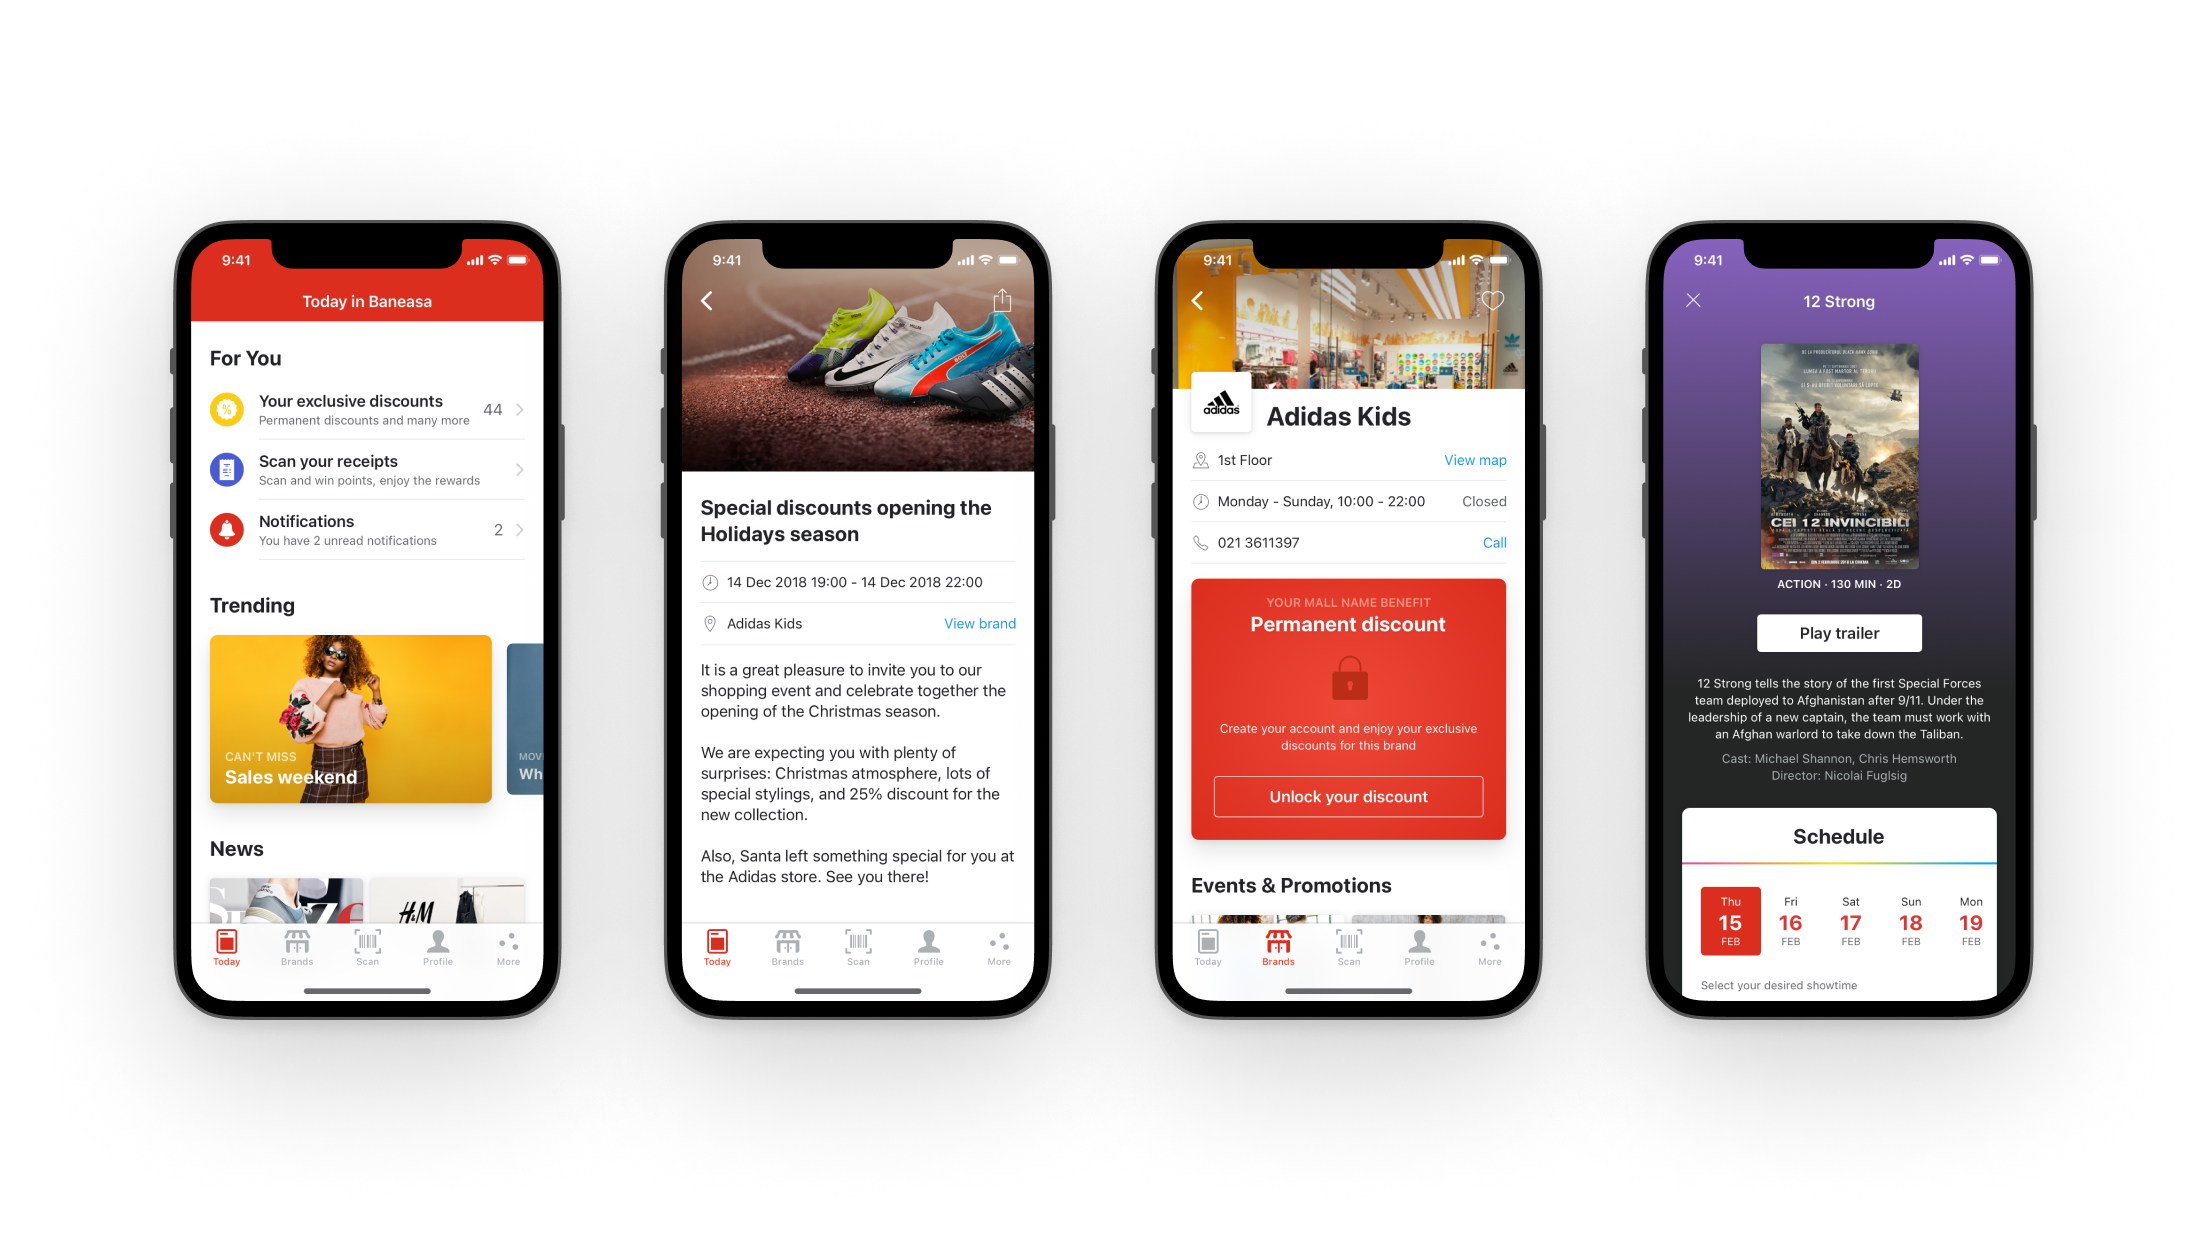 9:41
Today in Baneasa
For You
Your exclusive discounts
Permanent discounts and many more
44
Scan your receipts
Scan and win points, enjoy the rewards
Notifications
You have 2 unread notifications
2
Trending
CAN'T MISS
Sales weekend
MOVI
Wh
News
H&M
Today
Brands
Scan
Profile
More
9:41
Special discounts opening the
Holidays season
14 Dec 2018 19:00 - 14 Dec 2018 22:00
Adidas Kids
View brand
It is a great pleasure to invite you to our
shopping event and celebrate together the
opening of the Christmas season.
We are expecting you with plenty of
surprises: Christmas atmosphere, lots of
special stylings, and 25% discount for the
new collection.
Also, Santa left something special for you at
the Adidas store. See you there!
Today
Brands
Scan
Profile
More
9:41
adidas
Adidas Kids
1st Floor
View map
Monday - Sunday, 10:00 - 22:00
Closed
021 3611397
Call
YOUR MALL NAME BENEFIT
Permanent discount
Create your account and enjoy your exclusive
discounts for this brand
Unlock your discount
Events & Promotions
Today
Brands
Scan
Profile
More
9:41
12 Strong
CEI 12 INVINCIBILI
ACTION · 130 MIN · 2D
Play trailer
12 Strong tells the story of the first Special Forces
team deployed to Afghanistan after 9/11. Under the
leadership of a new captain, the team must work with
an Afghan warlord to take down the Taliban.
Cast: Michael Shannon, Chris Hemsworth
Director: Nicolai Fuglsig
Schedule
Thu Fri Sat Sun Mon
15 16 17 18 19
FEB FEB FEB FEB FEB
Select your desired showtime